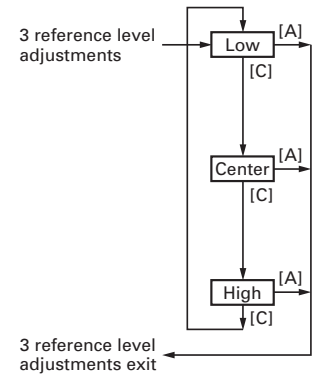 3 reference level
adjustments
Low
[A]
[C]
Center
[A]
[C]
High
[A]
[C]
3 reference level
adjustments exit